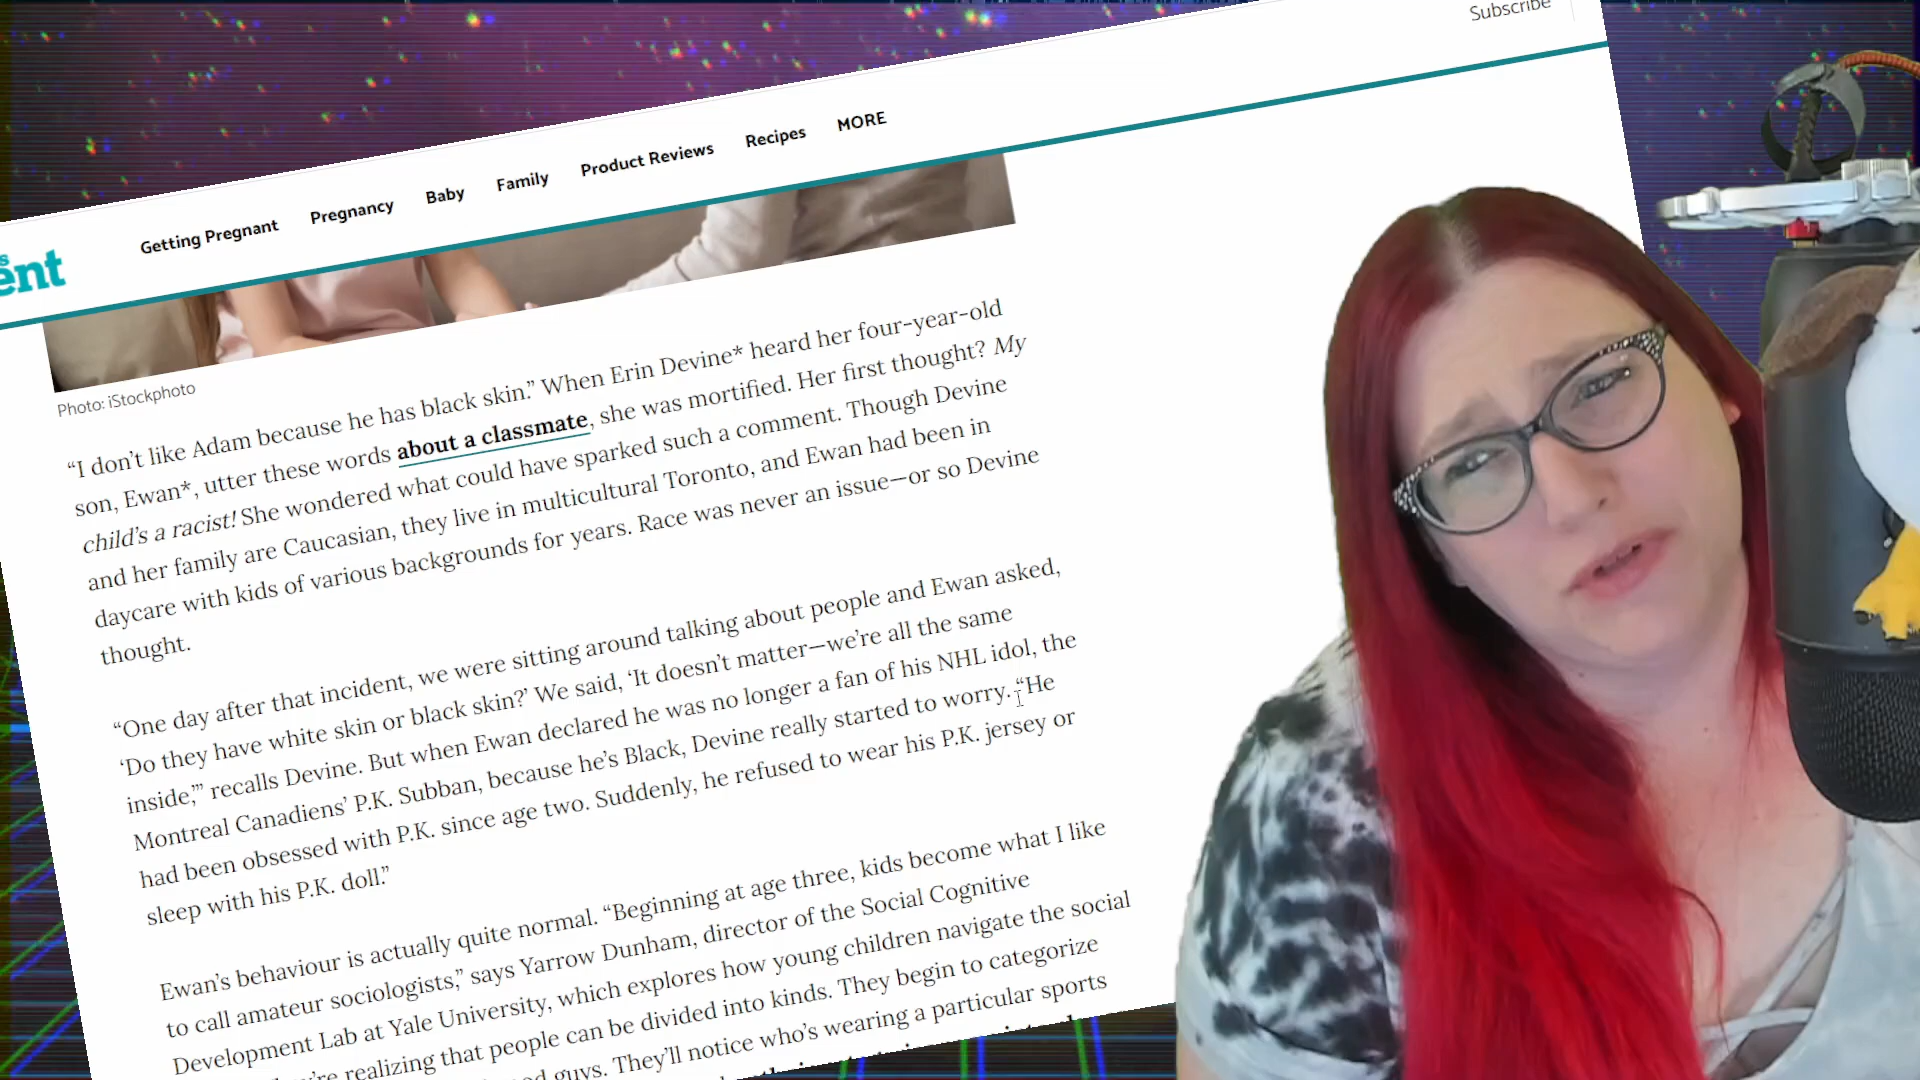 Subscribe
Getting Pregnant Pregnancy Baby Family Product Reviews Recipes MORE
ent
Photo: iStockphoto
“I don’t like Adam because he has black skin.” When Erin Devine* heard her four-year-old
son, Ewan*, utter these words about a classmate, she was mortified. Her first thought? My
child’s a racist! She wondered what could have sparked such a comment. Though Devine
and her family are Caucasian, they live in multicultural Toronto, and Ewan had been in
daycare with kids of various backgrounds for years. Race was never an issue—or so Devine
thought.
“One day after that incident, we were sitting around talking about people and Ewan asked,
‘Do they have white skin or black skin?’ We said, ‘It doesn’t matter—we’re all the same
inside,’” recalls Devine. But when Ewan declared he was no longer a fan of his NHL idol, the
Montreal Canadiens’ P.K. Subban, because he’s Black, Devine really started to worry. “He
had been obsessed with P.K. since age two. Suddenly, he refused to wear his P.K. jersey or
sleep with his P.K. doll.”
Ewan’s behaviour is actually quite normal. “Beginning at age three, kids become what I like
to call amateur sociologists,” says Yarrow Dunham, director of the Social Cognitive
Development Lab at Yale University, which explores how young children navigate the social
realizing that people can be divided into kinds. They begin to categorize
guys. They’ll notice who’s wearing a particular sports